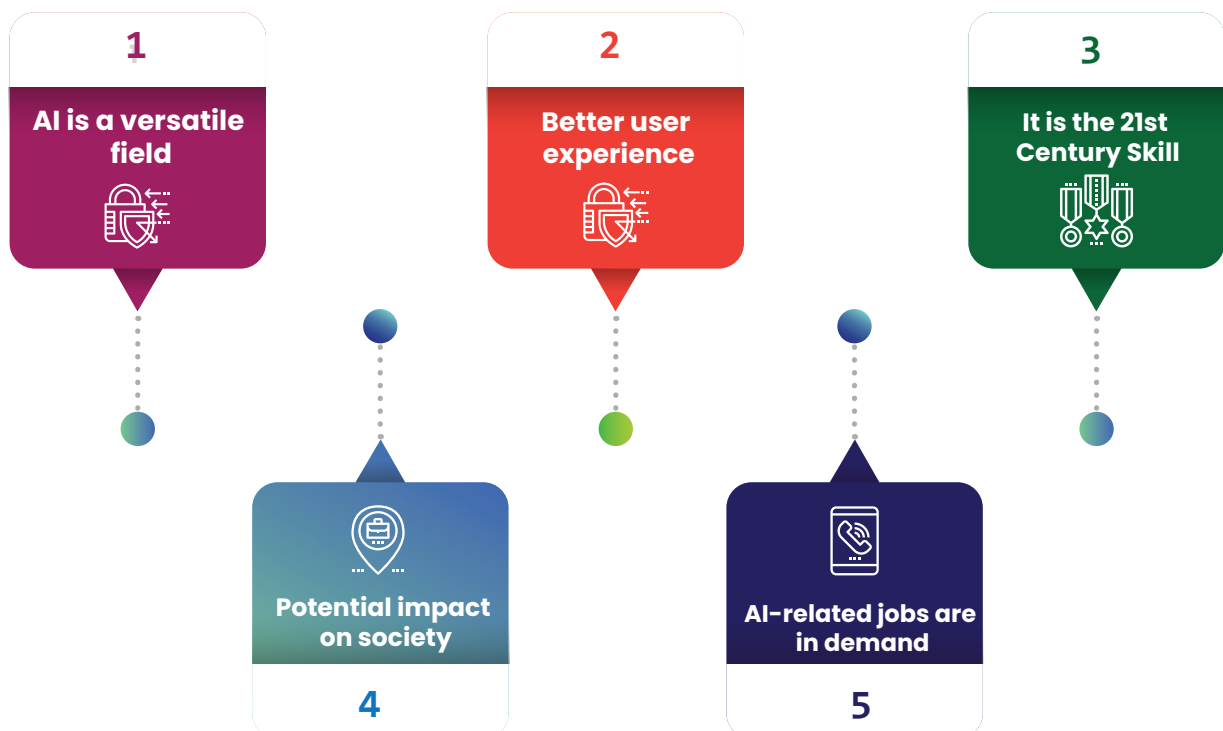 1
AI is a versatile
field
2
Better user
experience
3
It is the 21st
Century Skill
Potential impact
on society
4
AI-related jobs are
in demand
5